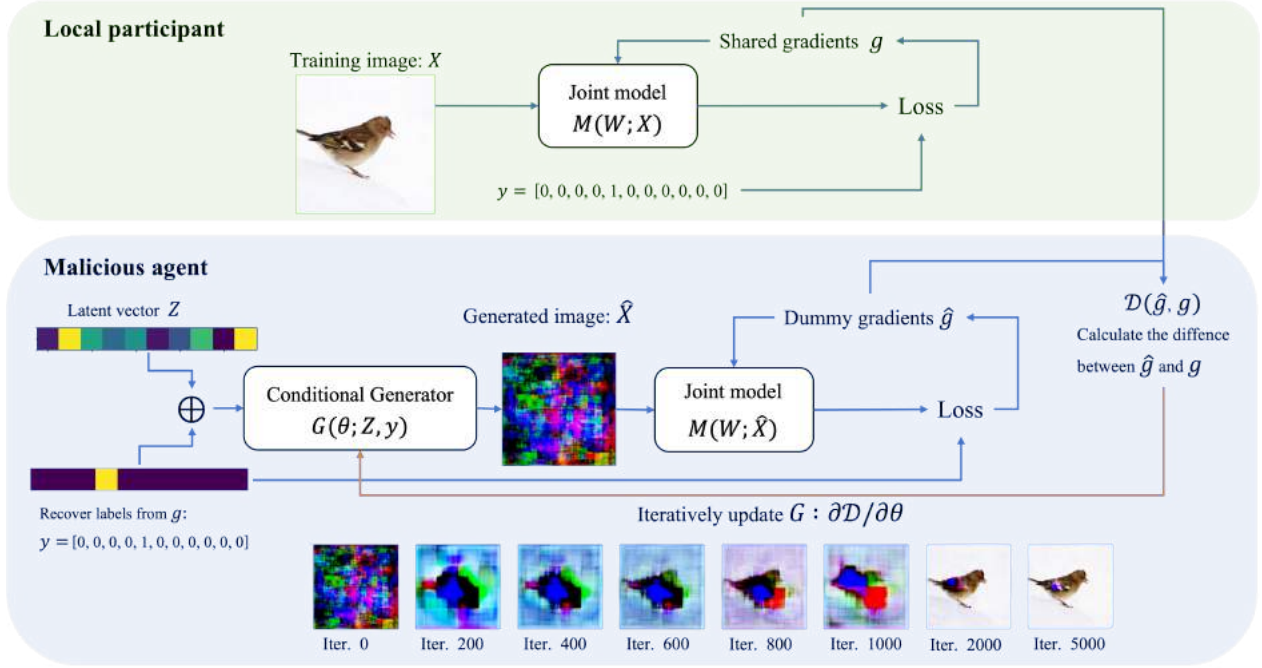 Local participant
Training image: X
Shared gradients g
Joint model
M(W; X)
Loss
y = [0, 0, 0, 0, 1, 0, 0, 0, 0, 0, 0]
Malicious agent
Latent vector Z
Generated image: X̂
Dummy gradients ĝ
𝒟(ĝ, g)
Calculate the diffence
between ĝ and g
Conditional Generator
G(θ; Z, y)
Joint model
M(W; X̂)
Loss
⊕
Recover labels from g:
y = [0, 0, 0, 0, 1, 0, 0, 0, 0, 0, 0]
Iteratively update G : ∂𝒟/∂θ
Iter. 0
Iter. 200
Iter. 400
Iter. 600
Iter. 800
Iter. 1000
Iter. 2000
Iter. 5000